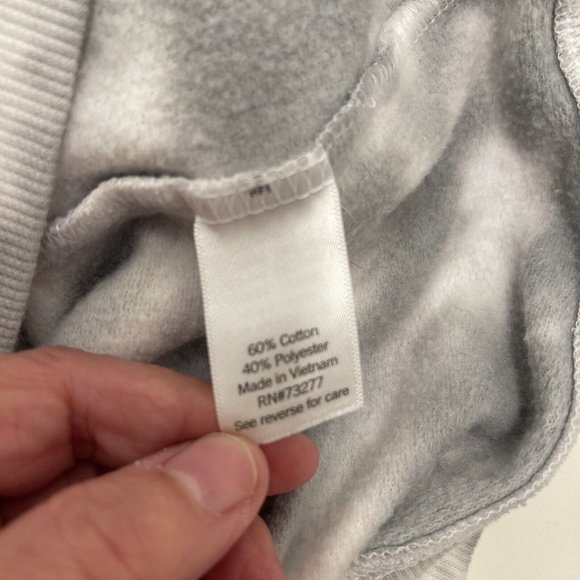 60% Cotton
40% Polyester
Made in Vietnam
RN#73277
See reverse for care